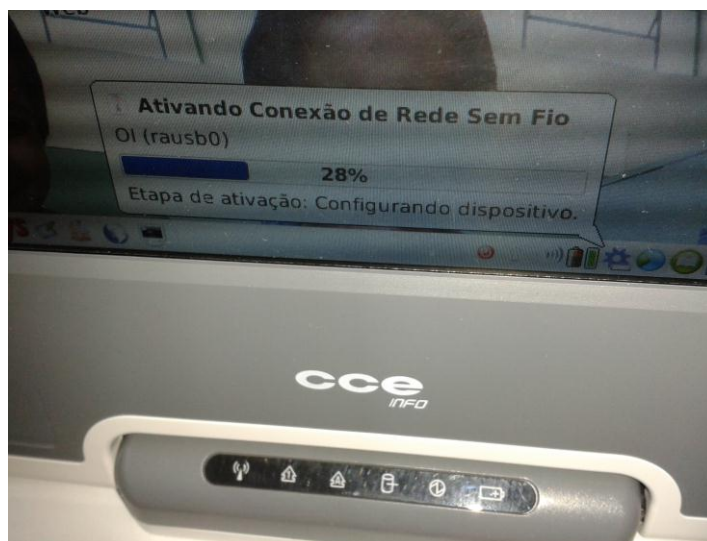 Ativando Conexão de Rede Sem Fio
OI (rausb0)
28%
Etapa de ativação: Configurando dispositivo.
cce
INFO